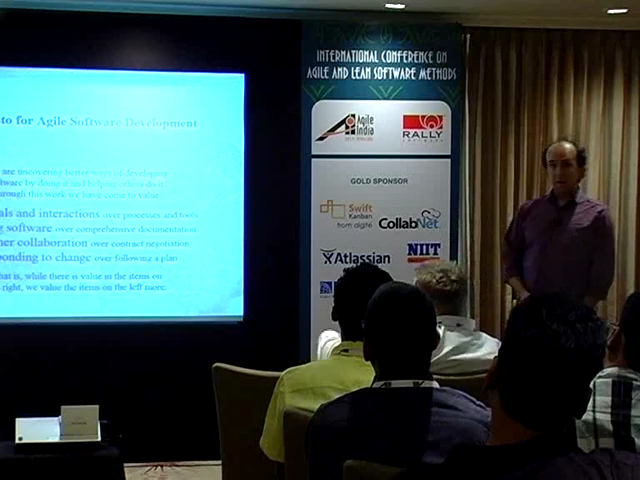 to for Agile Software Development
are uncovering better ways of developing
tware by doing it and helping others do it.
rough this work we have come to value:
als and interactions over processes and tools
g software over comprehensive documentation
mer collaboration over contract negotiation
ponding to change over following a plan
hat is, while there is value in the items on
right, we value the items on the left more.
INTERNATIONAL CONFERENCE ON
AGILE AND LEAN SOFTWARE METHODS
Agile
India
RALLY
SOFTWARE
GOLD SPONSOR
Swift
Kanban
from digité
CollabNet
Atlassian
NIIT